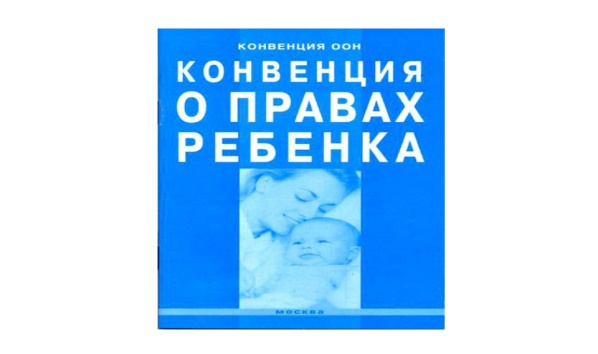 КОНВЕНЦИЯ ООН
КОНВЕНЦИЯ
О ПРАВАХ
РЕБЕНКА
МОСКВА